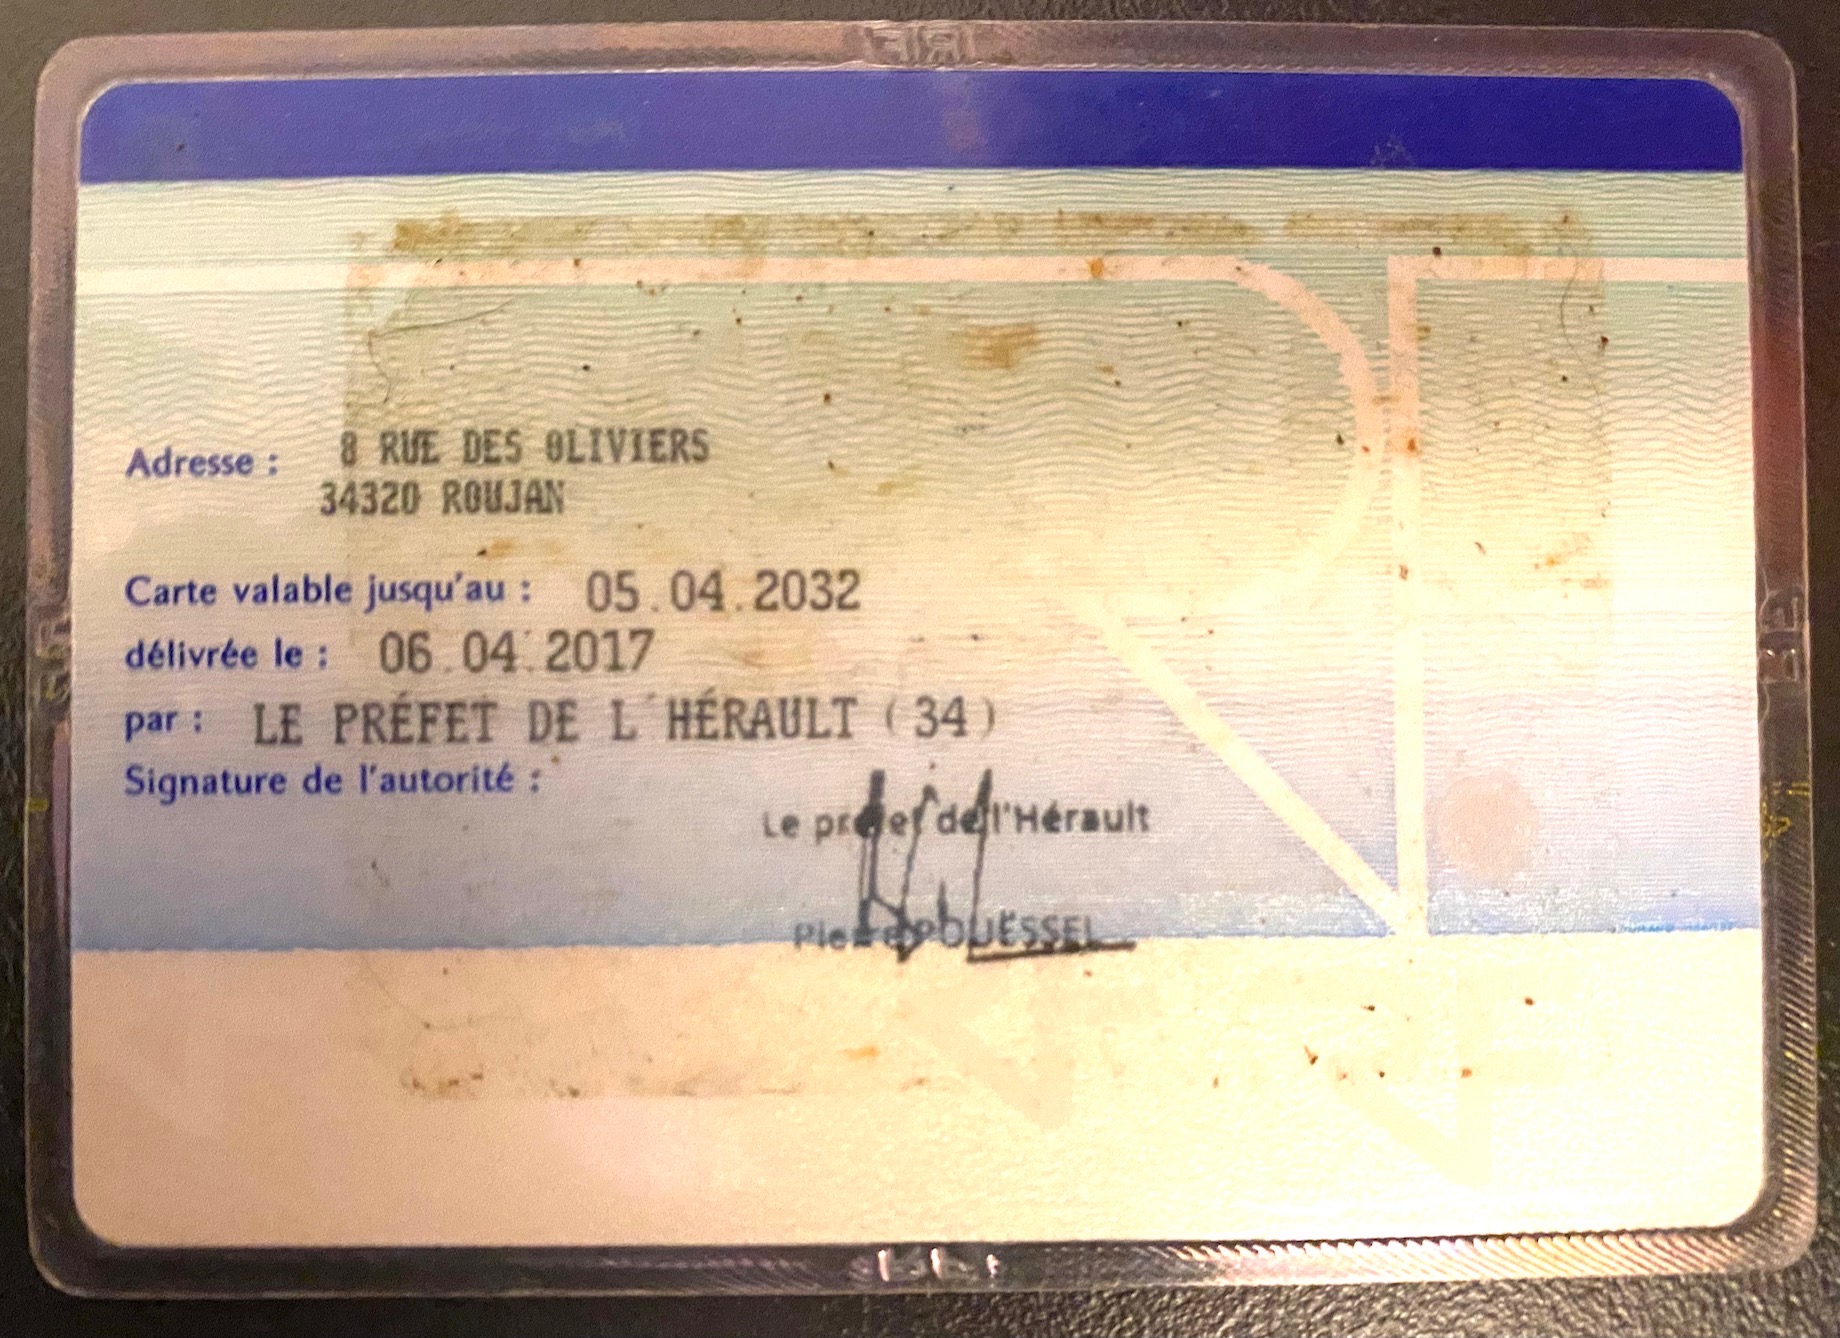 Adresse : 8 RUE DES OLIVIERS
34320 ROUJAN
Carte valable jusqu'au : 05.04.2032
délivrée le : 06.04.2017
par : LE PRÉFET DE L'HÉRAULT (34)
Signature de l'autorité :
Le préfet de l'Hérault
Pierre POUËSSEL